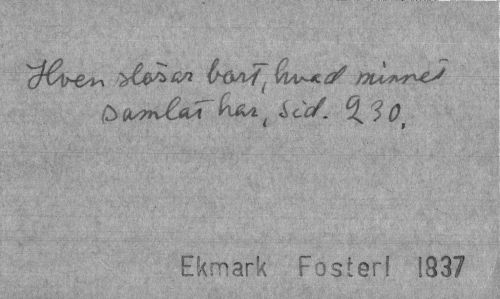 Hven slösar bort, hvad minnet
samlat har, sid. 230.
Ekmark Fosterl 1837